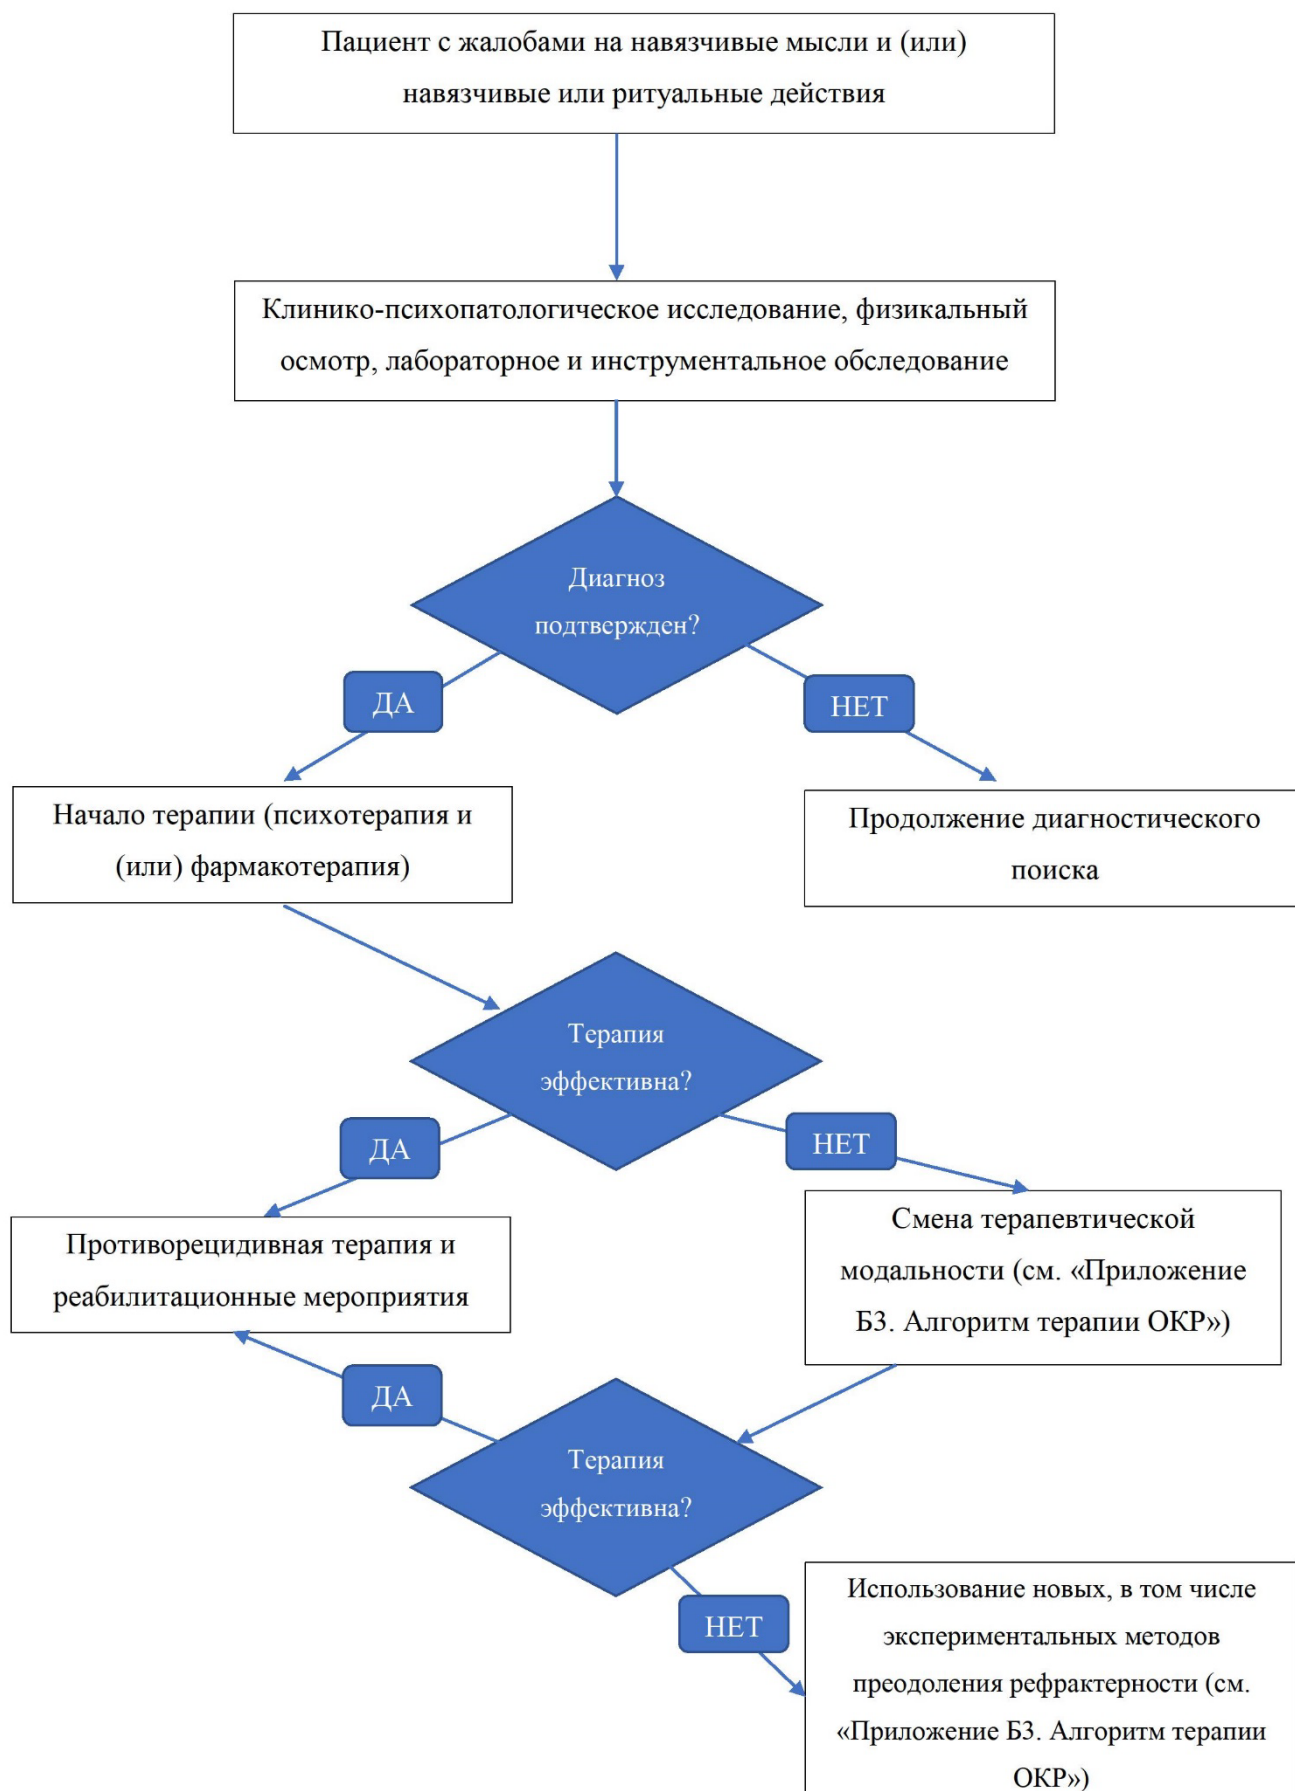 Пациент с жалобами на навязчивые мысли и (или)
навязчивые или ритуальные действия
Клинико-психопатологическое исследование, физикальный
осмотр, лабораторное и инструментальное обследование
Диагноз
подтвержден?
ДА
НЕТ
Начало терапии (психотерапия и
(или) фармакотерапия)
Продолжение диагностического
поиска
Терапия
эффективна?
ДА
НЕТ
Противорецидивная терапия и
реабилитационные мероприятия
Смена терапевтической
модальности (см. «Приложение
Б3. Алгоритм терапии ОКР»)
ДА
Терапия
эффективна?
НЕТ
Использование новых, в том числе
экспериментальных методов
преодоления рефрактерности (см.
«Приложение Б3. Алгоритм терапии
ОКР»)